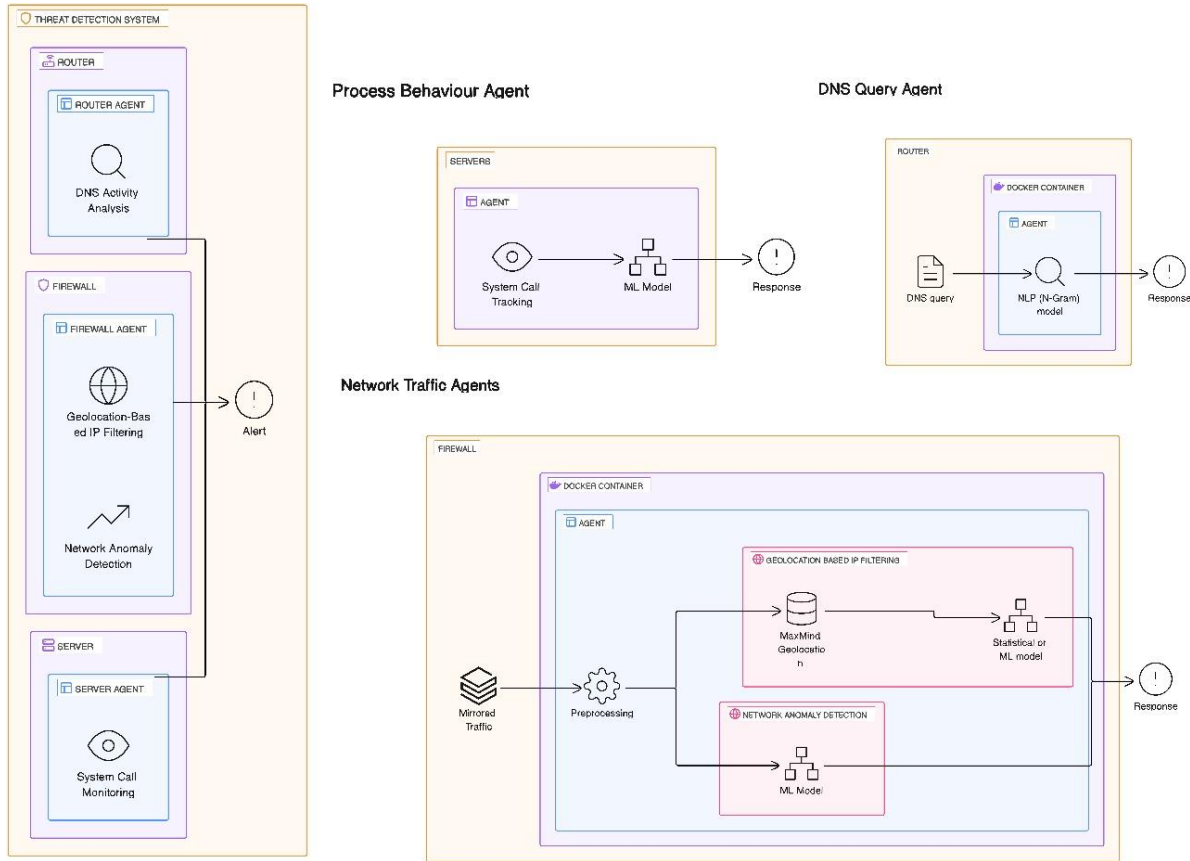 THREAT DETECTION SYSTEM
ROUTER
ROUTER AGENT
DNS Activity
Analysis
FIREWALL
FIREWALL AGENT
Geolocation-Bas
ed IP Filtering
Network Anomaly
Detection
Alert
SERVER
SERVER AGENT
System Call
Monitoring
Process Behaviour Agent
SERVERS
AGENT
System Call
Tracking
ML Model
Response
DNS Query Agent
ROUTER
DOCKER CONTAINER
AGENT
DNS query
NLP (N-Gram)
model
Response
Network Traffic Agents
FIREWALL
DOCKER CONTAINER
AGENT
GEOLOCATION BASED IP FILTERING
MaxMind
Geolocatio
n
Statistical or
ML model
Mirrored
Traffic
Preprocessing
NETWORK ANOMALY DETECTION
ML Model
Response